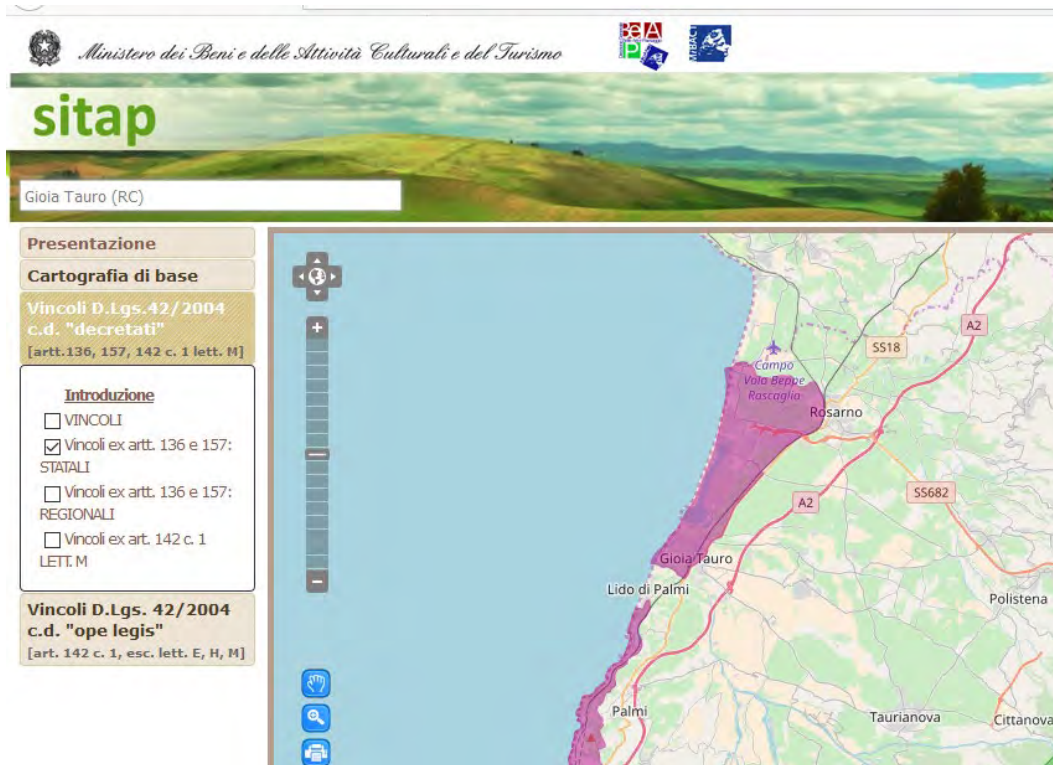 Ministero dei Beni e delle Attività Culturali e del Turismo
BeAP
MiBACT
sitap
Gioia Tauro (RC)
Presentazione
Cartografia di base
Vincoli D.Lgs.42/2004
c.d. "decretati"
[artt.136, 157, 142 c. 1 lett. M]
Introduzione
VINCOLI
Vincoli ex artt. 136 e 157:
STATALI
Vincoli ex artt. 136 e 157:
REGIONALI
Vincoli ex art. 142 c. 1
LETT. M
Vincoli D.Lgs. 42/2004
c.d. "ope legis"
[art. 142 c. 1, esc. lett. E, H, M]
A2
SS18
Campo
Volo Beppe
Rascaglia
Rosarno
SS682
A2
Gioia Tauro
Lido di Palmi
Polistena
Palmi
Taurianova
Cittanova